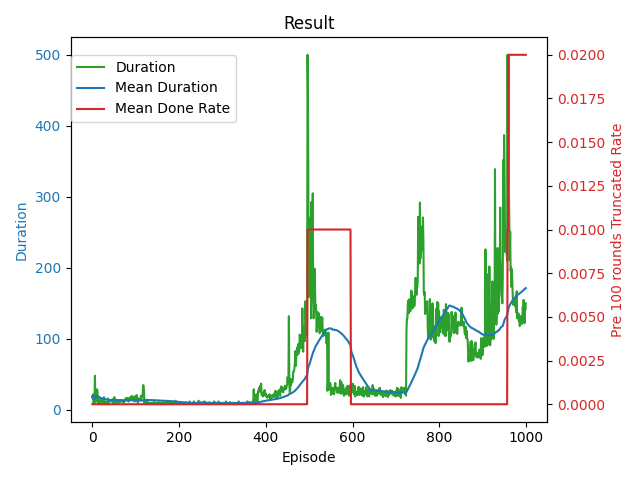 Result
Duration
Mean Duration
Mean Done Rate
500
400
300
200
100
0
Duration
0.0200
0.0175
0.0150
0.0125
0.0100
0.0075
0.0050
0.0025
0.0000
Pre 100 rounds Truncated Rate
0 200 400 600 800 1000
Episode